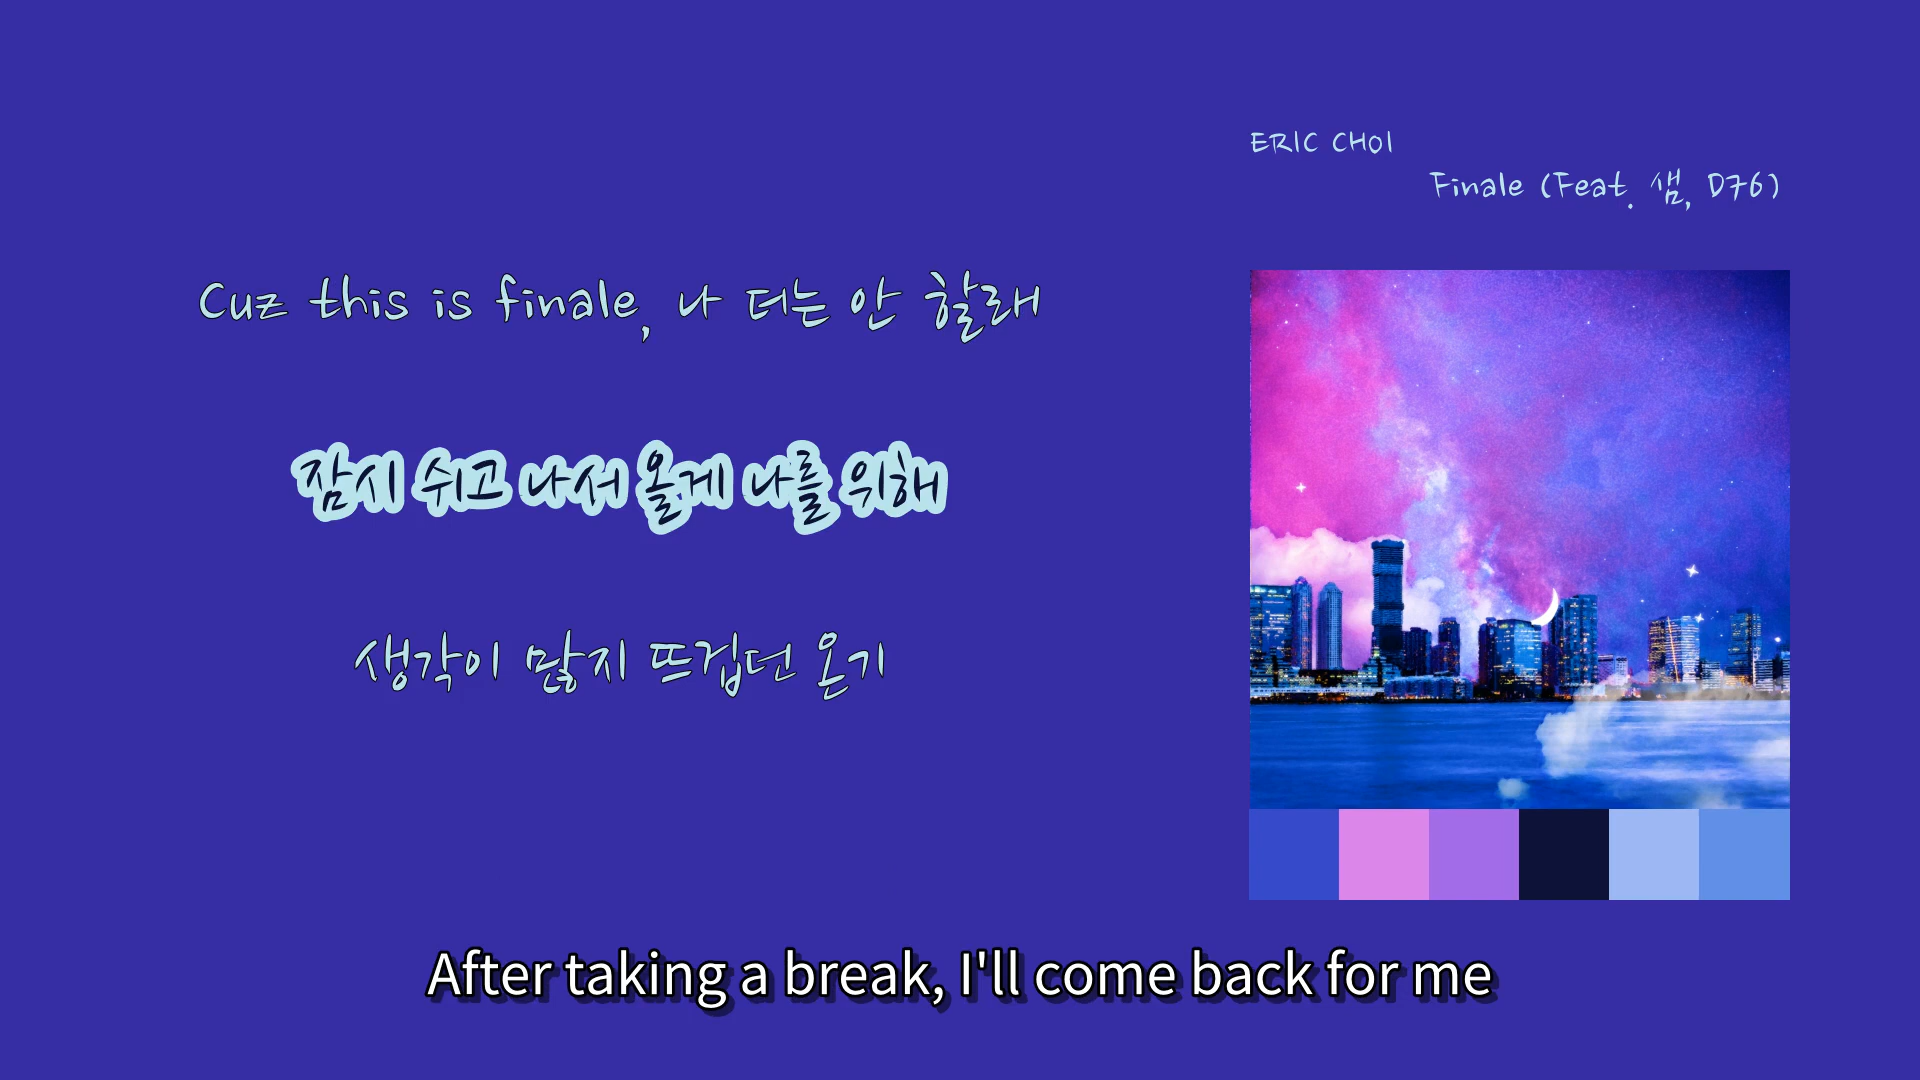 ERIC CHOI
Finale (Feat. 샘, D76)
Cuz this is finale, 나 더는 안 할래
잠시 쉬고 나서 올게 나를 위해
생각이 많지 뜨겁던 온기
After taking a break, I'll come back for me